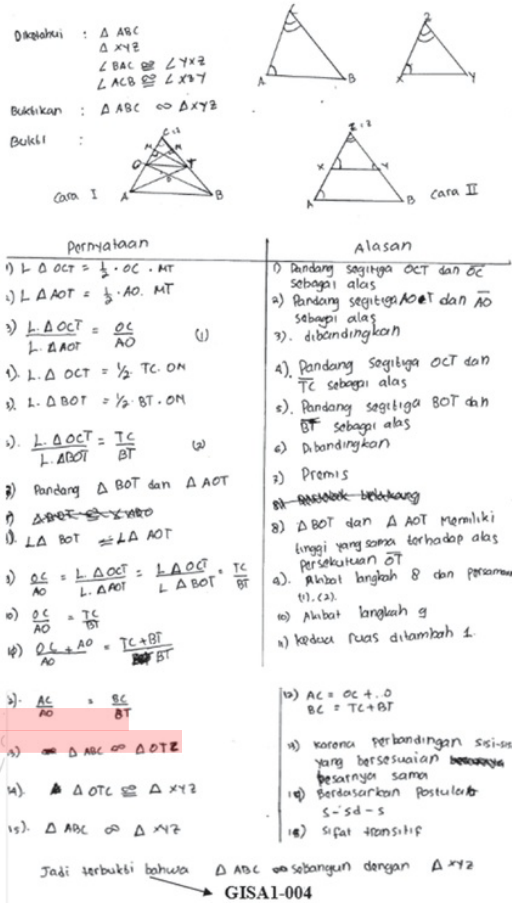 Diketahui : △ ABC
△ XYZ
∠ BAC ≅ ∠ YXZ
∠ ACB ≅ ∠ XZY
Buktikan : △ ABC ∞ △XYZ
Bukti :
C
A B
Z
X Y
Cara I
A B
O T
X Y
A B
Cara II
Pernyataan Alasan
1) L △ OCT = 1/2 . OC . MT
2) L △ AOT = 1/2 . AO . MT
3) L.△OCT / L.△AOT = OC / AO (1)
4). L.△ OCT = 1/2 . TC . ON
5). L.△ BOT = 1/2 . BT . ON
6). L.△OCT / L.△BOT = TC / BT (2)
7) Pandang △ BOT dan △ AOT
8). L△ BOT = L△ AOT
9) OC / AO = L.△OCT / L.△AOT = L△OCT / L△BOT = TC / BT
10) OC / AO = TC / BT
OC + AO / AO = TC + BT / BT
12). AC / AO = BC / BT
13) ∞ △ ABC ∞ △OTZ
14). △ OTC ≅ △ XYZ
15). △ ABC ∞ △ XYZ
1) Pandang segitiga OCT dan OC
sebagai alas
2) Pandang segitiga AOT dan AO
sebagai alas
3). dibandingkan
4). Pandang segitiga OCT dan
TC sebagai alas
5). Pandang segitiga BOT dan
BT sebagai alas
6) Dibandingkan
7) Premis
8) △ BOT dan △ AOT memiliki
tinggi yang sama terhadap alas
persekutuan OT
9). Akibat langkah 8 dan persamaan
(1).(2).
10) Akibat langkah 9
11) kedua ruas ditambah 1.
12) AC = OC + ..O
BC = TC + BT
Karena perbandingan sisi-sisi
yang bersesuaian
besarnya sama
Berdasarkan Postulat
s-sd-s
Sifat transitif
Jadi terbukti bahwa △ ABC ∞ sebangun dengan △ XYZ
GISA1-004